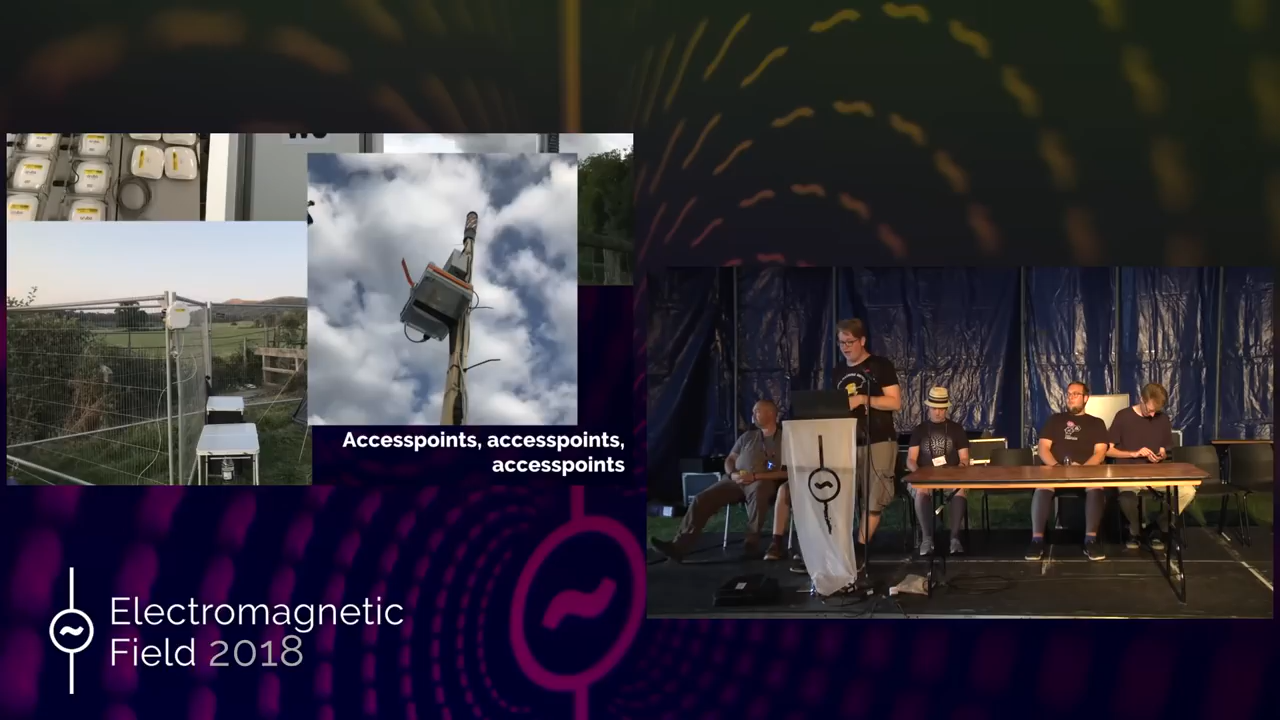 Accesspoints, accesspoints,
accesspoints
Electromagnetic
Field 2018